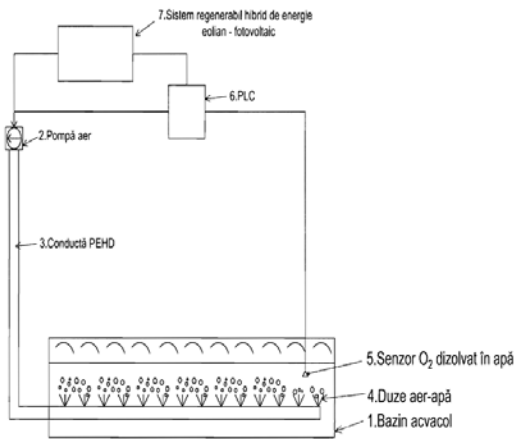 7.Sistem regenerabil hibrid de energie
eolian - fotovoltaic
6.PLC
2.Pompă aer
3.Conductă PEHD
5.Senzor O₂ dizolvat în apă
4.Duze aer-apă
1.Bazin acvacol